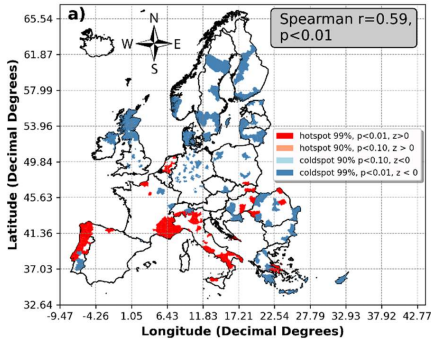 a)
N
W E
S
Spearman r=0.59,
p<0.01
hotspot 99%, p<0.01, z>0
hotspot 90%, p<0.10, z > 0
coldspot 90% p<0.10, z<0
coldspot 99%, p<0.01, z < 0
Latitude (Decimal Degrees)
65.54
61.87
57.99
53.96
49.84
45.63
41.36
37.03
32.64
-9.47 -4.26 1.05 6.43 11.83 17.21 22.54 27.79 32.93 37.92 42.77
Longitude (Decimal Degrees)